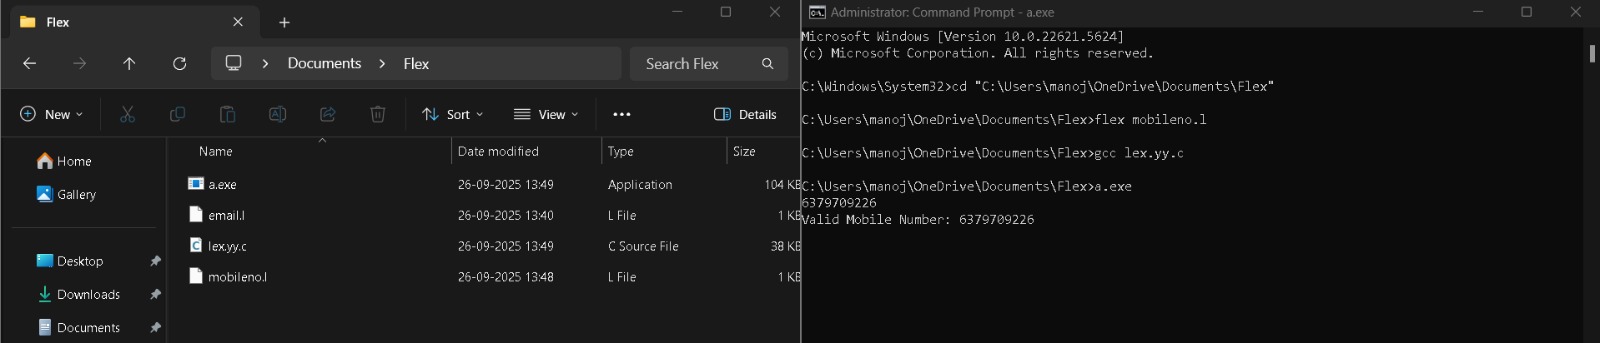 Flex
Documents > Flex
Search Flex
New
Sort
View
Details
Home
Gallery
Desktop
Downloads
Documents
Name Date modified Type Size
a.exe 26-09-2025 13:49 Application 104 KB
email.l 26-09-2025 13:40 L File 1 KB
lex.yy.c 26-09-2025 13:49 C Source File 38 KB
mobileno.l 26-09-2025 13:48 L File 1 KB
Administrator: Command Prompt - a.exe
Microsoft Windows [Version 10.0.22621.5624]
(c) Microsoft Corporation. All rights reserved.
C:\Windows\System32>cd "C:\Users\manoj\OneDrive\Documents\Flex"
C:\Users\manoj\OneDrive\Documents\Flex>flex mobileno.l
C:\Users\manoj\OneDrive\Documents\Flex>gcc lex.yy.c
C:\Users\manoj\OneDrive\Documents\Flex>a.exe
6379709226
Valid Mobile Number: 6379709226